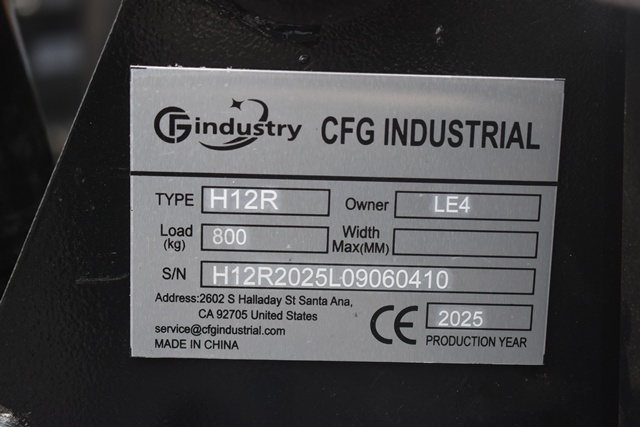 CFindustry CFG INDUSTRIAL
TYPE H12R Owner LE4
Load (kg) 800 Width Max(MM)
S/N H12R2025L09060410
Address:2602 S Halladay St Santa Ana,
CA 92705 United States
service@cfgindustrial.com
MADE IN CHINA
CE 2025
PRODUCTION YEAR